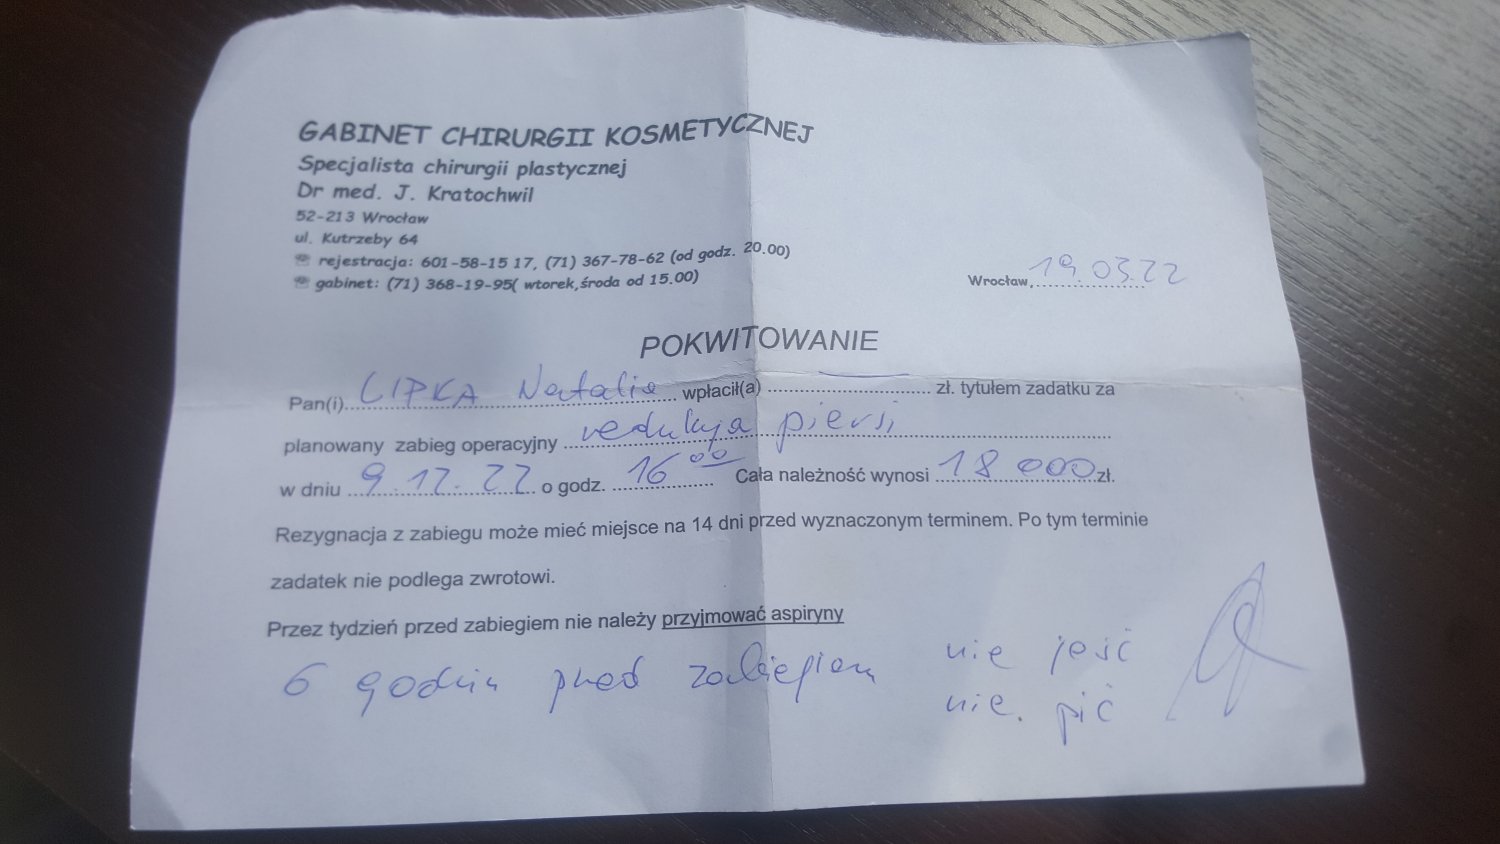 GABINET CHIRURGII KOSMETYCZNEJ
Specjalista chirurgii plastycznej
Dr med. J. Kratochwil
52-213 Wrocław
ul. Kutrzeby 64
☏ rejestracja: 601-58-15 17, (71) 367-78-62 (od godz. 20.00)
☏ gabinet: (71) 368-19-95( wtorek,środa od 15.00)
Wrocław, 19.03.22
POKWITOWANIE
Pan(i) LIPKA Natalia wpłacił(a) ........ zł. tytułem zadatku za
planowany zabieg operacyjny redukcja piersi
w dniu 9.12.22 o godz. 16 00 Cała należność wynosi 18 000 zł.
Rezygnacja z zabiegu może mieć miejsce na 14 dni przed wyznaczonym terminem. Po tym terminie
zadatek nie podlega zwrotowi.
Przez tydzień przed zabiegiem nie należy przyjmować aspiryny
6 godzin przed zabiegiem nie jeść
nie pić